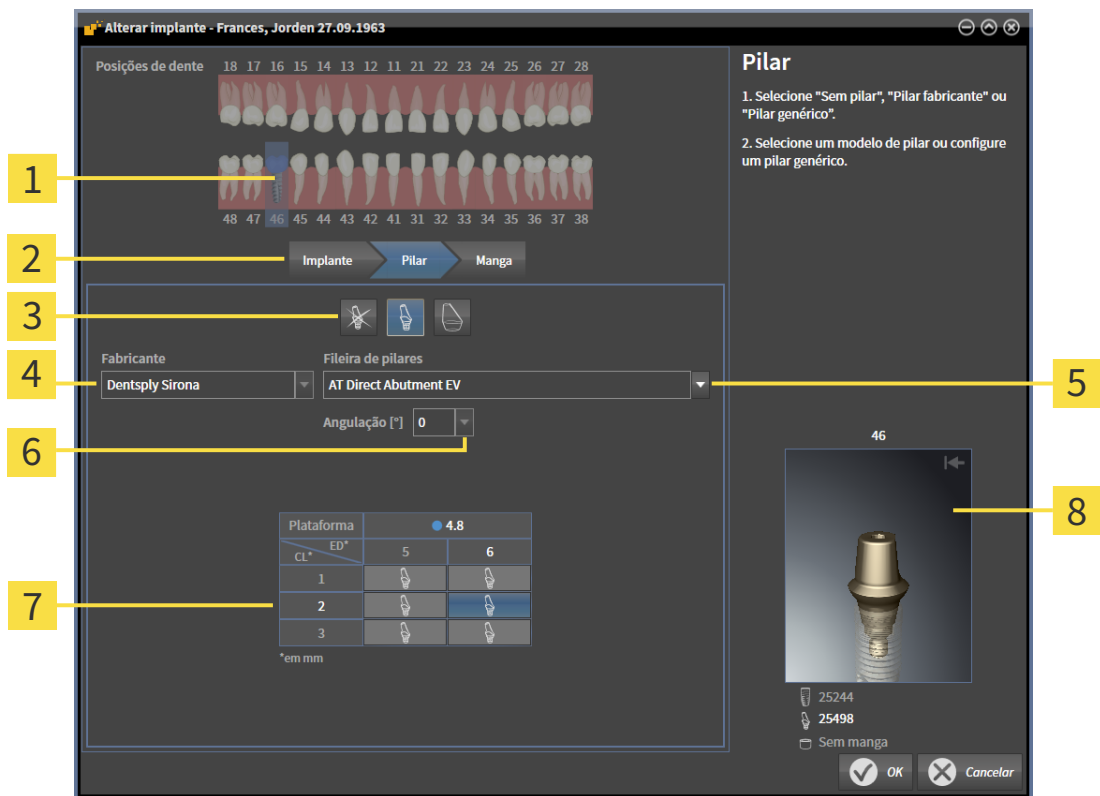 Alterar implante - Frances, Jorden 27.09.1963
Posições de dente 18 17 16 15 14 13 12 11 21 22 23 24 25 26 27 28
48 47 46 45 44 43 42 41 31 32 33 34 35 36 37 38
1
2
Implante Pilar Manga
3
4
Fabricante Fileira de pilares
Dentsply Sirona AT Direct Abutment EV
5
Angulação [°] 0
6
Plataforma 4.8
CL* ED* 5 6
1
2
3
7
*em mm
Pilar
1. Selecione "Sem pilar", "Pilar fabricante" ou
"Pilar genérico".
2. Selecione um modelo de pilar ou configure
um pilar genérico.
46
8
25244
25498
Sem manga
OK Cancelar